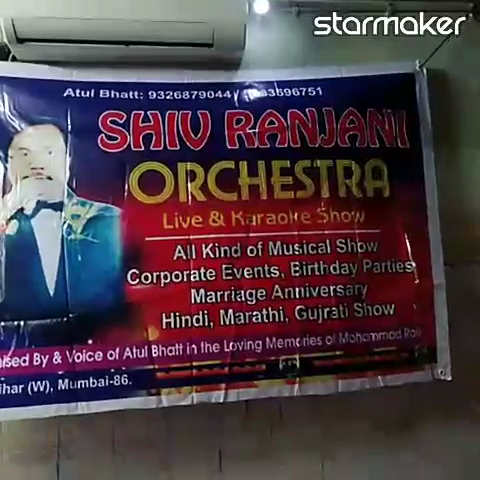 starmaker
Atul Bhatt: 9326879044 /
SHIV RANJANI
ORCHESTRA
Live & Karaoke Show
All Kind of Musical Show
Corporate Events, Birthday Parties
Marriage Anniversary
Hindi, Marathi, Gujrati Show
By & Voice of Atul Bhatt in the Loving Memories of Mohammad
(W), Mumbai-86.